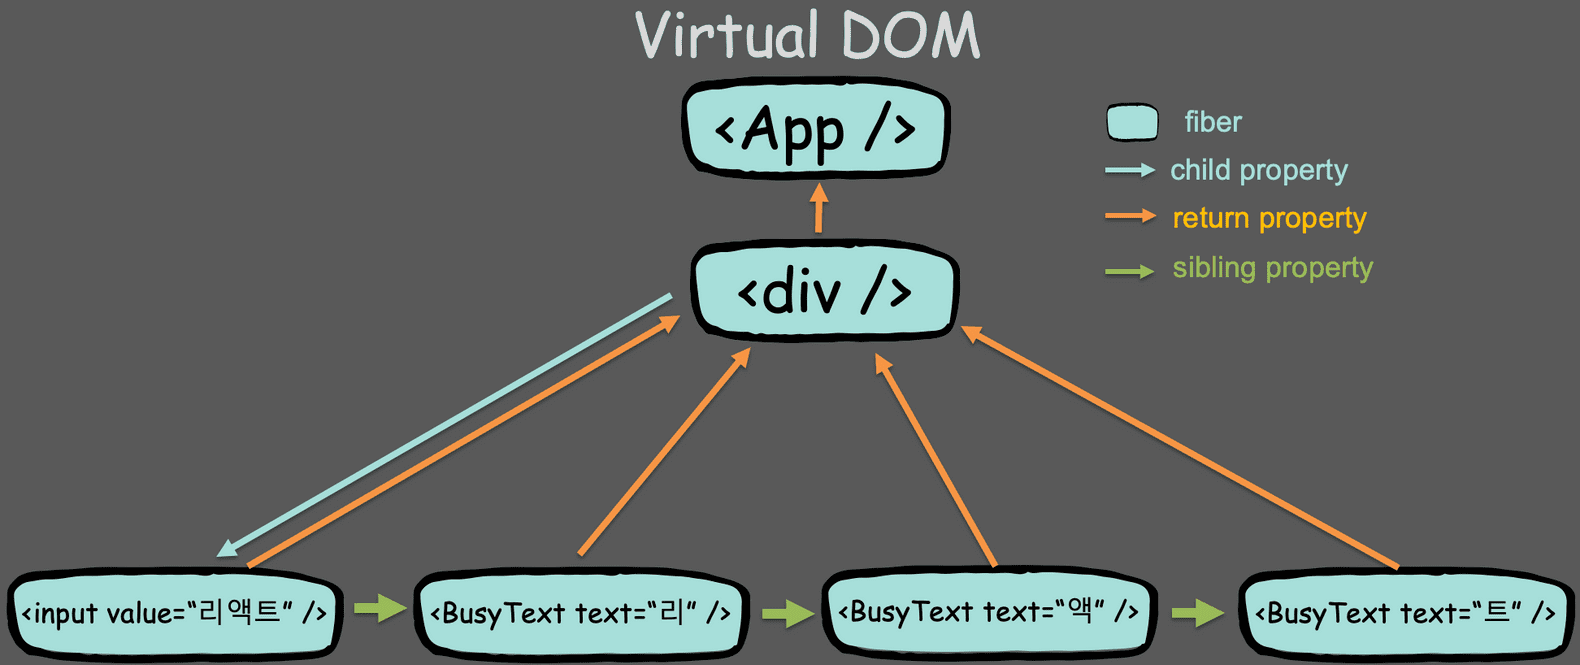 Virtual DOM
<App />
fiber
child property
return property
sibling property
<div />
<input value=“리액트” />
<BusyText text=“리” />
<BusyText text=“액” />
<BusyText text=“트” />